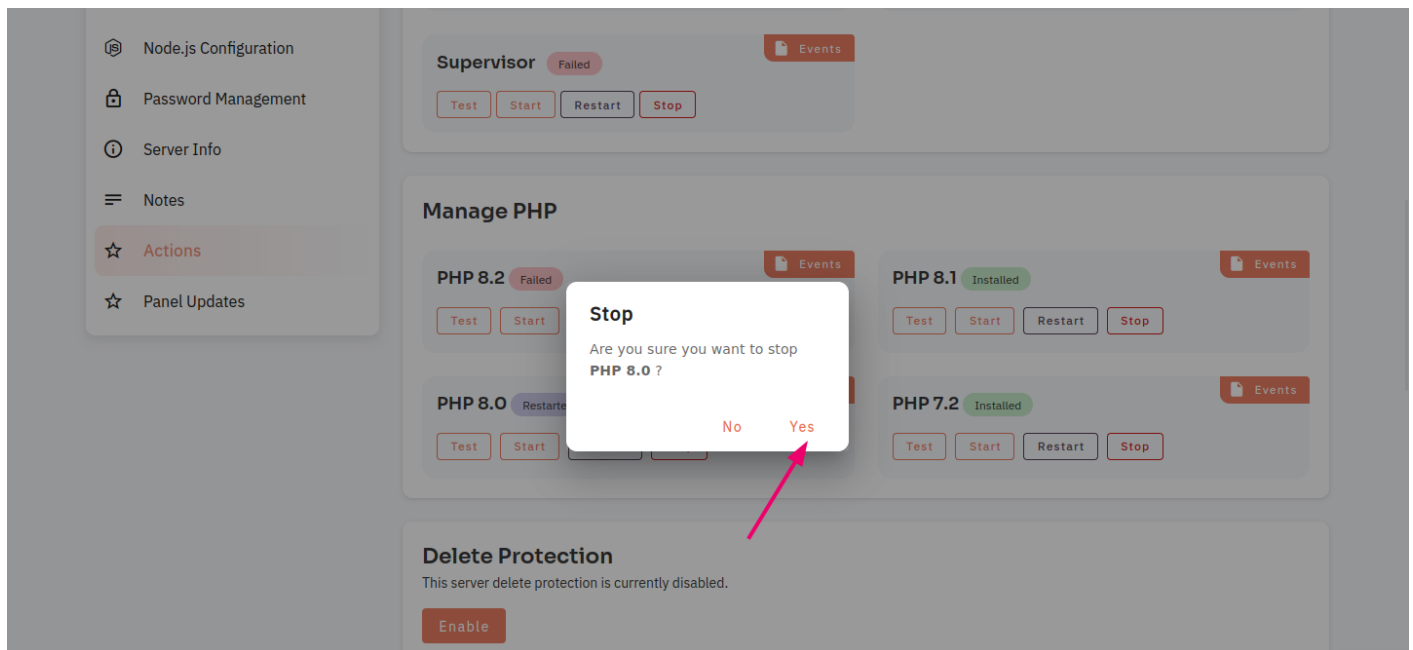 Node.js Configuration
Password Management
Server Info
Notes
Actions
Panel Updates
Supervisor Failed Events
Test Start Restart Stop
Manage PHP
PHP 8.2 Failed Events
Test Start
PHP 8.1 Installed Events
Test Start Restart Stop
Stop
Are you sure you want to stop
PHP 8.0 ?
No Yes
PHP 8.0
Test Start
PHP 7.2 Installed Events
Test Start Restart Stop
Delete Protection
This server delete protection is currently disabled.
Enable